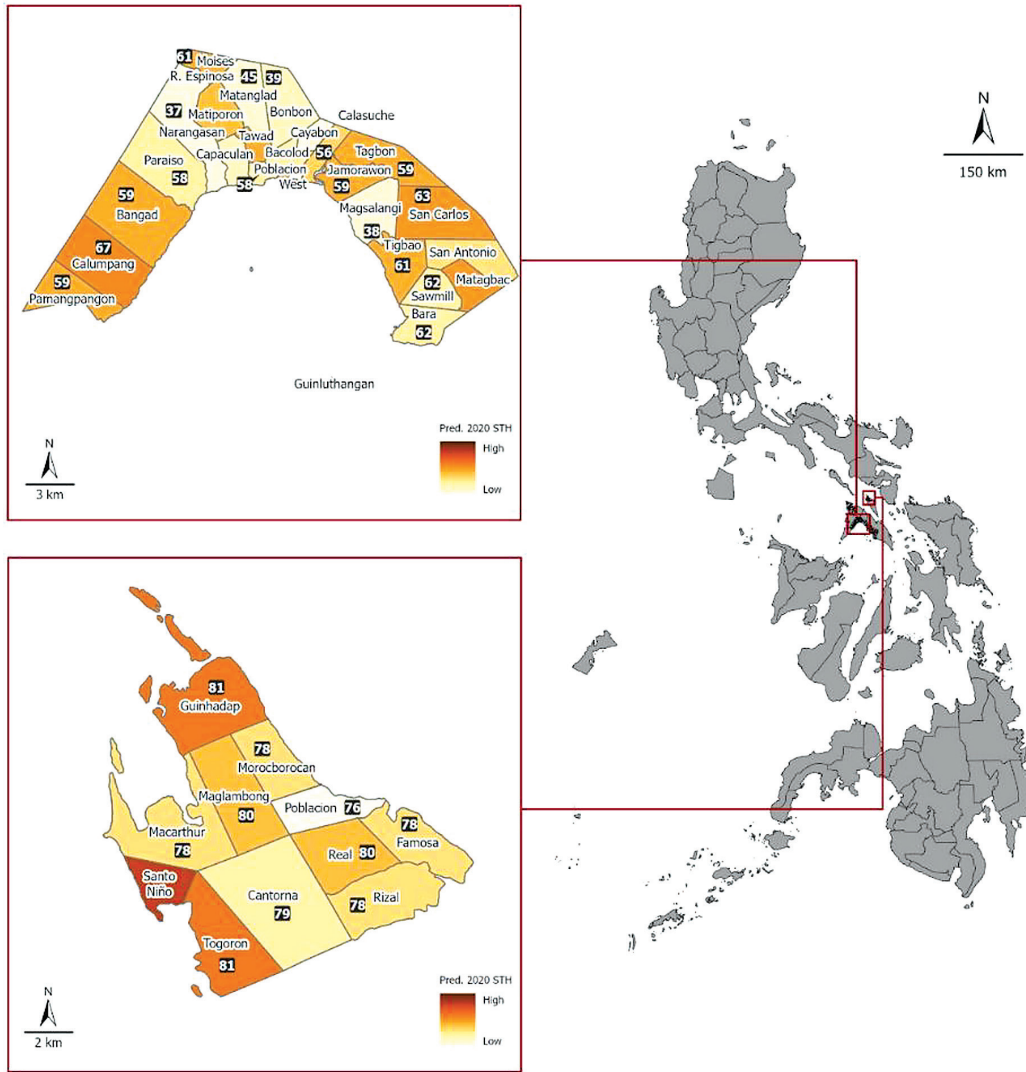 61
Moises
R. Espinosa
45
39
Matanglad
37
Matiporon
Bonbon
Calasuche
Narangasan
Tawad
Cayabon
Paraiso
Capaculan
Bacolod
56
Tagbon
Poblacion
Jamorawon
59
58
58
West
59
59
Magsalangi
63
Bangad
San Carlos
38
67
Tigbao
San Antonio
Calumpang
61
62
Matagbac
59
Sawmill
Pamangpangon
Bara
62
Guinluthangan
Pred. 2020 STH
High
Low
N
3 km
N
150 km
81
Guinhadap
78
Morocborocan
Maglambong
Poblacion
76
80
78
Macarthur
Famosa
78
Real
80
Santo
Niño
Cantorna
Rizal
79
78
Togoron
81
Pred. 2020 STH
High
Low
N
2 km